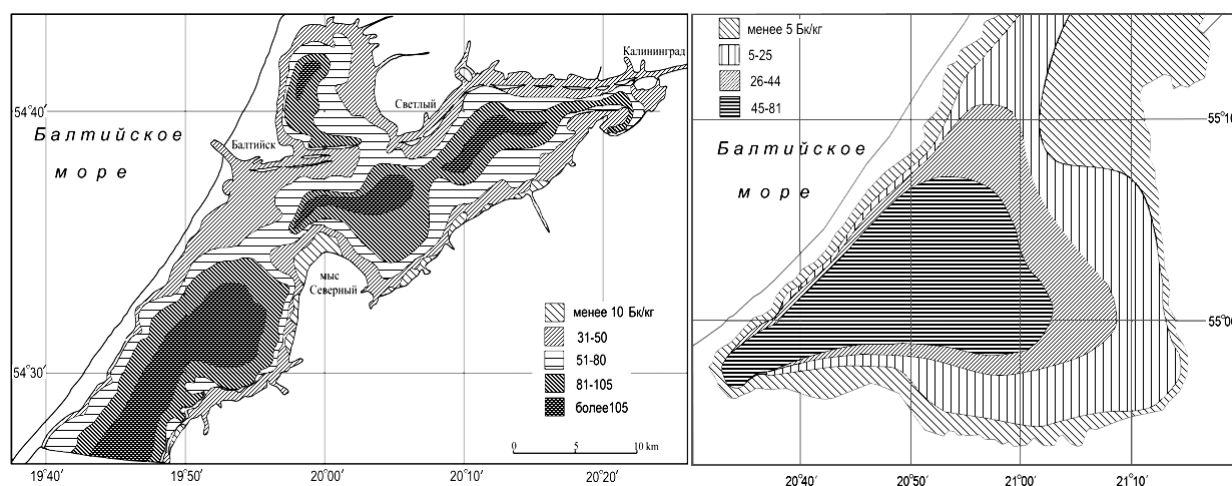 Калининград
54°40'
Светлый
Балтийское
море
Балтийск
мыс
Северный
54°30'
менее 10 Бк/кг
31-50
51-80
81-105
более105
0 5 10 km
19°40' 19°50' 20°00' 20°10' 20°20'
менее 5 Бк/кг
5-25
26-44
45-81
55°10
Балтийское
море
55°00
20°40' 20°50' 21°00' 21°10'